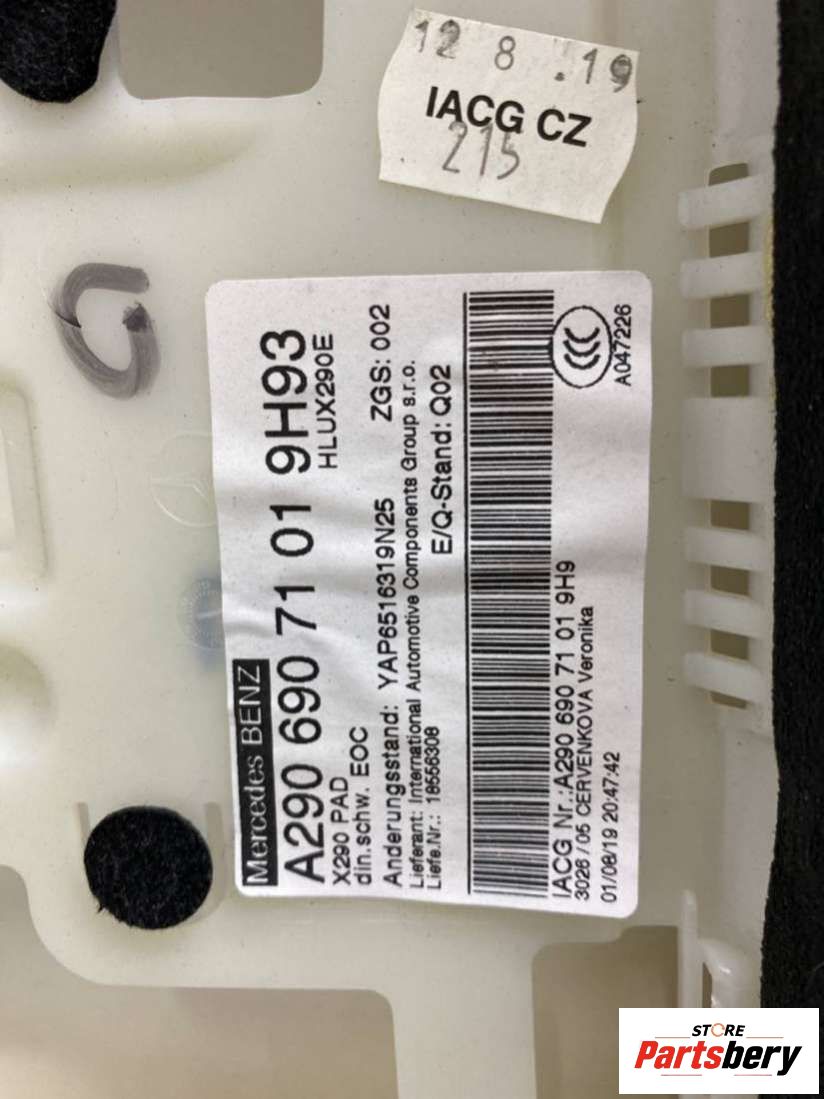 12 8 .19
IACG CZ
215
Mercedes BENZ
A290 690 71 01 9H93
X290 PAD HLUX290E
din.schw. EOC
Änderungsstand: YAP6516319N25 ZGS: 002
Lieferant: International Automotive Components Group s.r.o.
Liefe.Nr.: 18556308 E/Q-Stand: Q02
IACG Nr.:A290 690 71 01 9H9
3026 / 05 CERVENKOVA Veronika
01/08/19 20:47:42
CCC
A047226
STORE
Partsbery